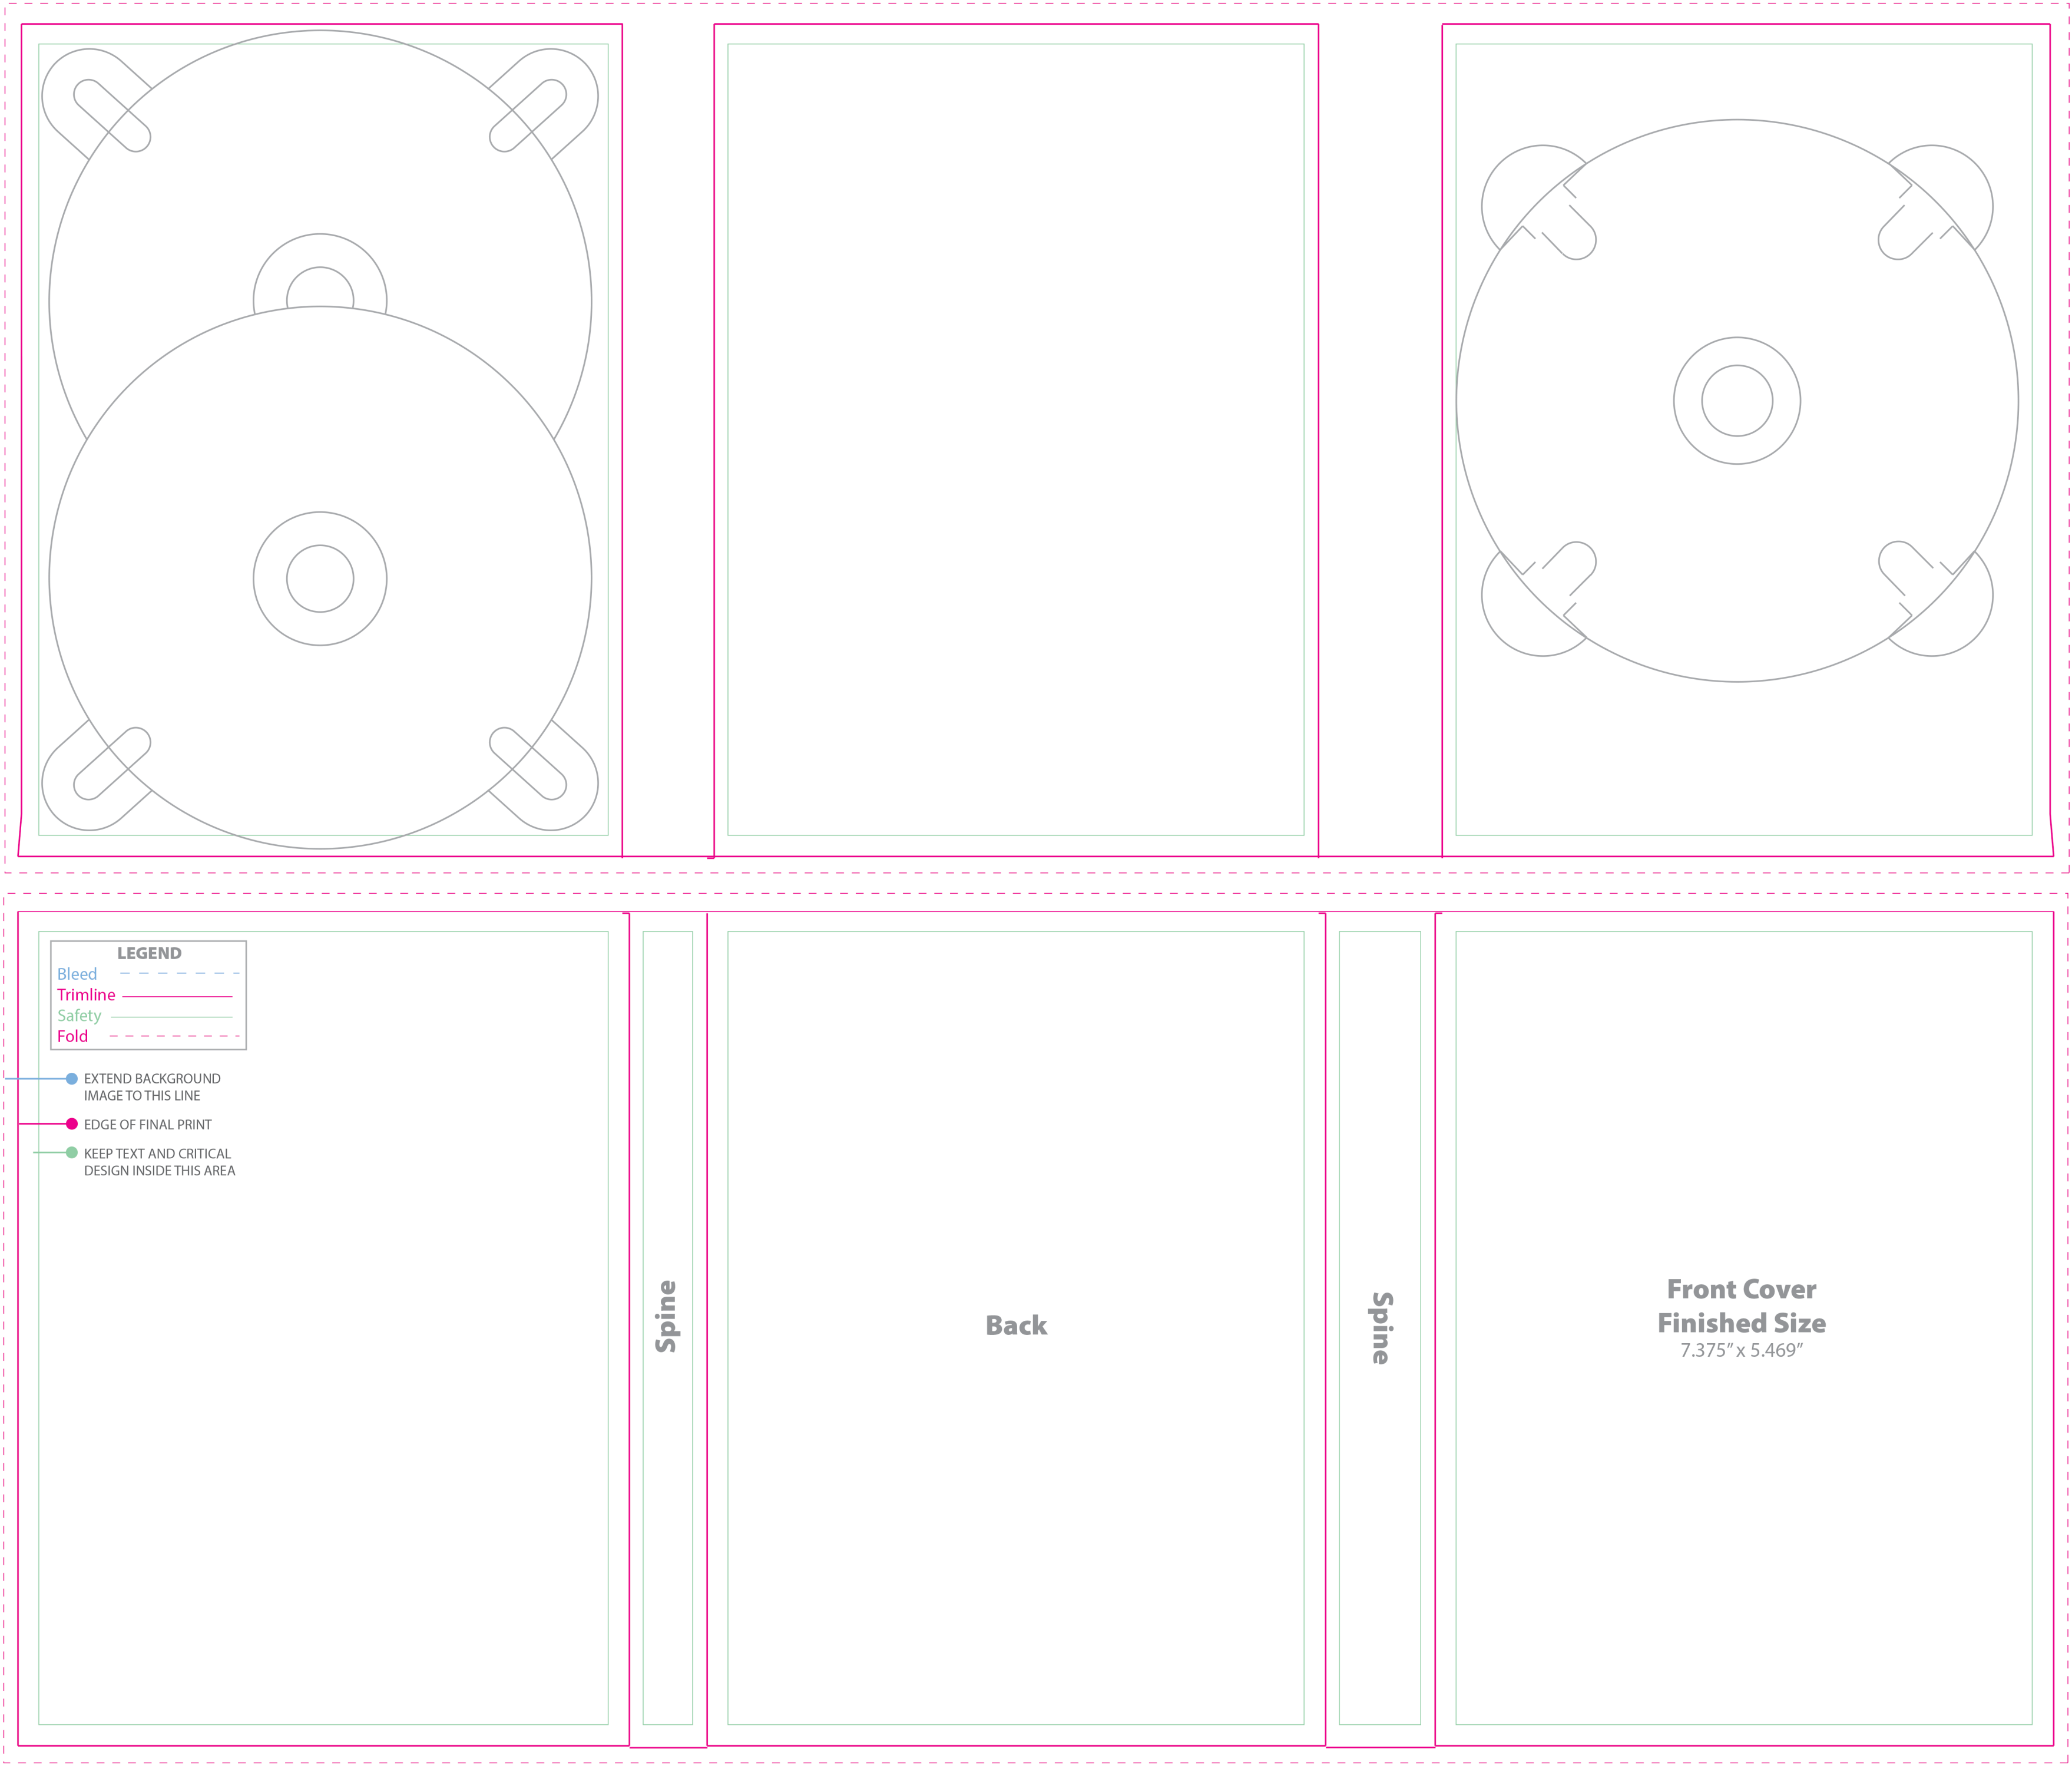 LEGEND
Bleed
Trimline
Safety
Fold
EXTEND BACKGROUND
IMAGE TO THIS LINE
EDGE OF FINAL PRINT
KEEP TEXT AND CRITICAL
DESIGN INSIDE THIS AREA
Spine
Back
Spine
Front Cover
Finished Size
7.375” x 5.469”